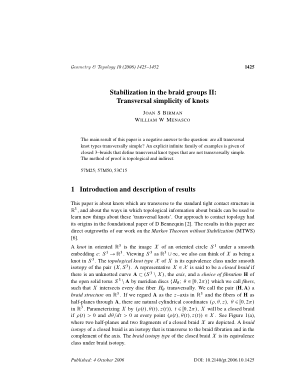 Geometry & Topology 10 (2006) 1425–1452 1425
Stabilization in the braid groups II:
Transversal simplicity of knots
JOAN S BIRMAN
WILLIAM W MENASCO
The main result of this paper is a negative answer to the question: are all transversal
knot types transversally simple? An explicit infinite family of examples is given of
closed 3–braids that define transversal knot types that are not transversally simple.
The method of proof is topological and indirect.
57M25, 57M50, 53C15
1 Introduction and description of results
This paper is about knots which are transverse to the standard tight contact structure in
ℝ³, and about the ways in which topological information about braids can be used to
learn new things about these ‘transversal knots’. Our approach to contact topology had
its origins in the foundational paper of D Bennequin [2]. The results in this paper are
direct outgrowths of our work on the Markov Theorem without Stabilization (MTWS)
[6].
A knot in oriented ℝ³ is the image X of an oriented circle S¹ under a smooth
embedding e: S¹ → ℝ³. Viewing S³ as ℝ³ ∪ ∞, we also can think of X as being a
knot in S³. The topological knot type 𝒳 of X is its equivalence class under smooth
isotopy of the pair (X, S³). A representative X ∈ 𝒳 is said to be a closed braid if
there is an unknotted curve A ⊂ (S³ \ X), the axis, and a choice of fibration H of
the open solid torus S³ \ A by meridian discs {Hθ; θ ∈ [0, 2π)} which we call fibers,
such that X intersects every disc fiber Hθ transversally. We call the pair (H, A) a
braid structure on ℝ³. If we regard A as the z–axis in ℝ³ and the fibers of H as
half-planes through A, there are natural cylindrical coordinates (ρ, θ, z), θ ∈ [0, 2π)
in ℝ³. Parametrizing X by (ρ(t), θ(t), z(t)), t ∈ [0, 2π), X will be a closed braid
if ρ(t) > 0 and dθ/dt > 0 at every point (ρ(t), θ(t), z(t)) ∈ X. See Figure 1(a),
where two half-planes and two fragments of a closed braid X are depicted. A braid
isotopy of a closed braid is an isotopy that is transverse to the braid fibration and in the
complement of the axis. The braid isotopy type of the closed braid X is its equivalence
class under braid isotopy.
Published: 4 October 2006 DOI: 10.2140/gt.2006.10.1425